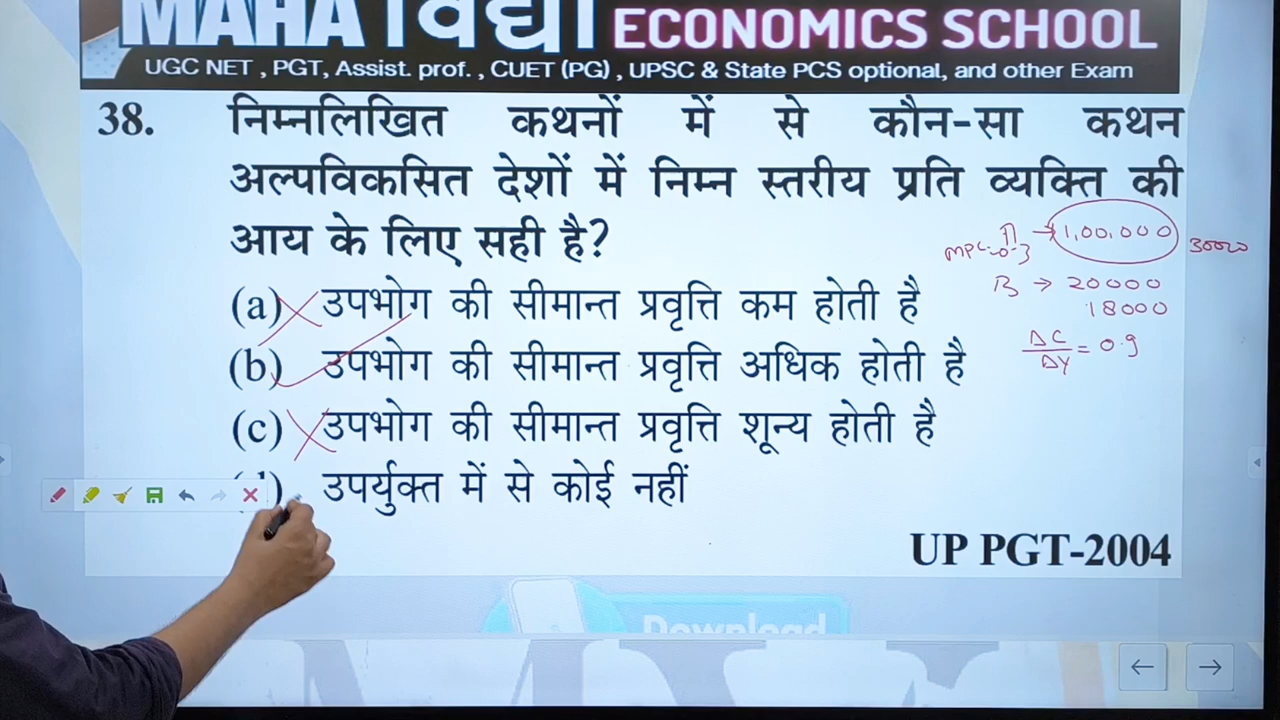 MAHA विद्या ECONOMICS SCHOOL
UGC NET , PGT, Assist. prof. , CUET (PG) , UPSC & State PCS optional, and other Exam
38. निम्नलिखित कथनों में से कौन-सा कथन
अल्पविकसित देशों में निम्न स्तरीय प्रति व्यक्ति की
आय के लिए सही है?
→ 1,00,000
30000
B → 20000
18000
ΔC/ΔY = 0.9
(a) उपभोग की सीमान्त प्रवृत्ति कम होती है
(b) उपभोग की सीमान्त प्रवृत्ति अधिक होती है
(c) उपभोग की सीमान्त प्रवृत्ति शून्य होती है
उपर्युक्त में से कोई नहीं
UP PGT-2004
Download